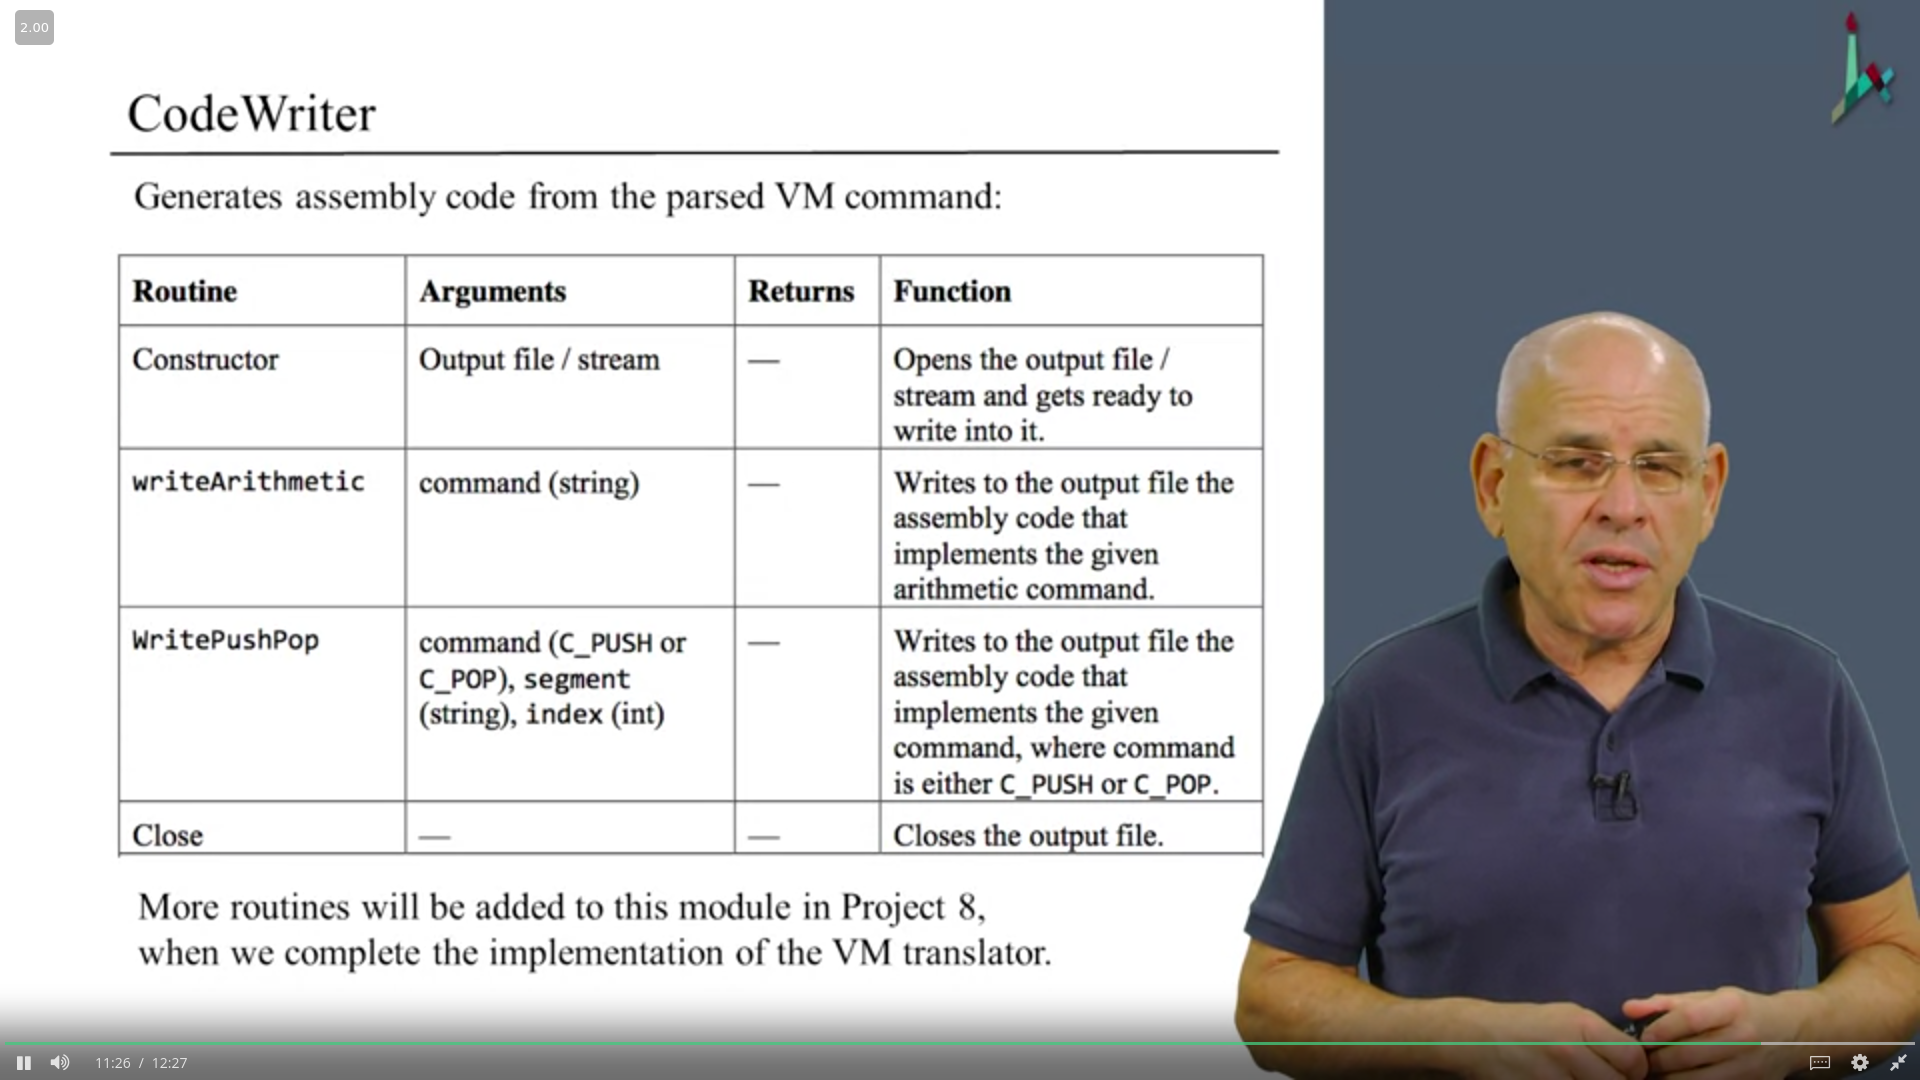 2.00
CodeWriter
Generates assembly code from the parsed VM command:
Routine Arguments Returns Function
Constructor Output file / stream — Opens the output file /
stream and gets ready to
write into it.
writeArithmetic command (string) — Writes to the output file the
assembly code that
implements the given
arithmetic command.
WritePushPop command (C_PUSH or — Writes to the output file the
C_POP), segment assembly code that
(string), index (int) implements the given
command, where command
is either C_PUSH or C_POP.
Close — — Closes the output file.
More routines will be added to this module in Project 8,
when we complete the implementation of the VM translator.
11:26 / 12:27